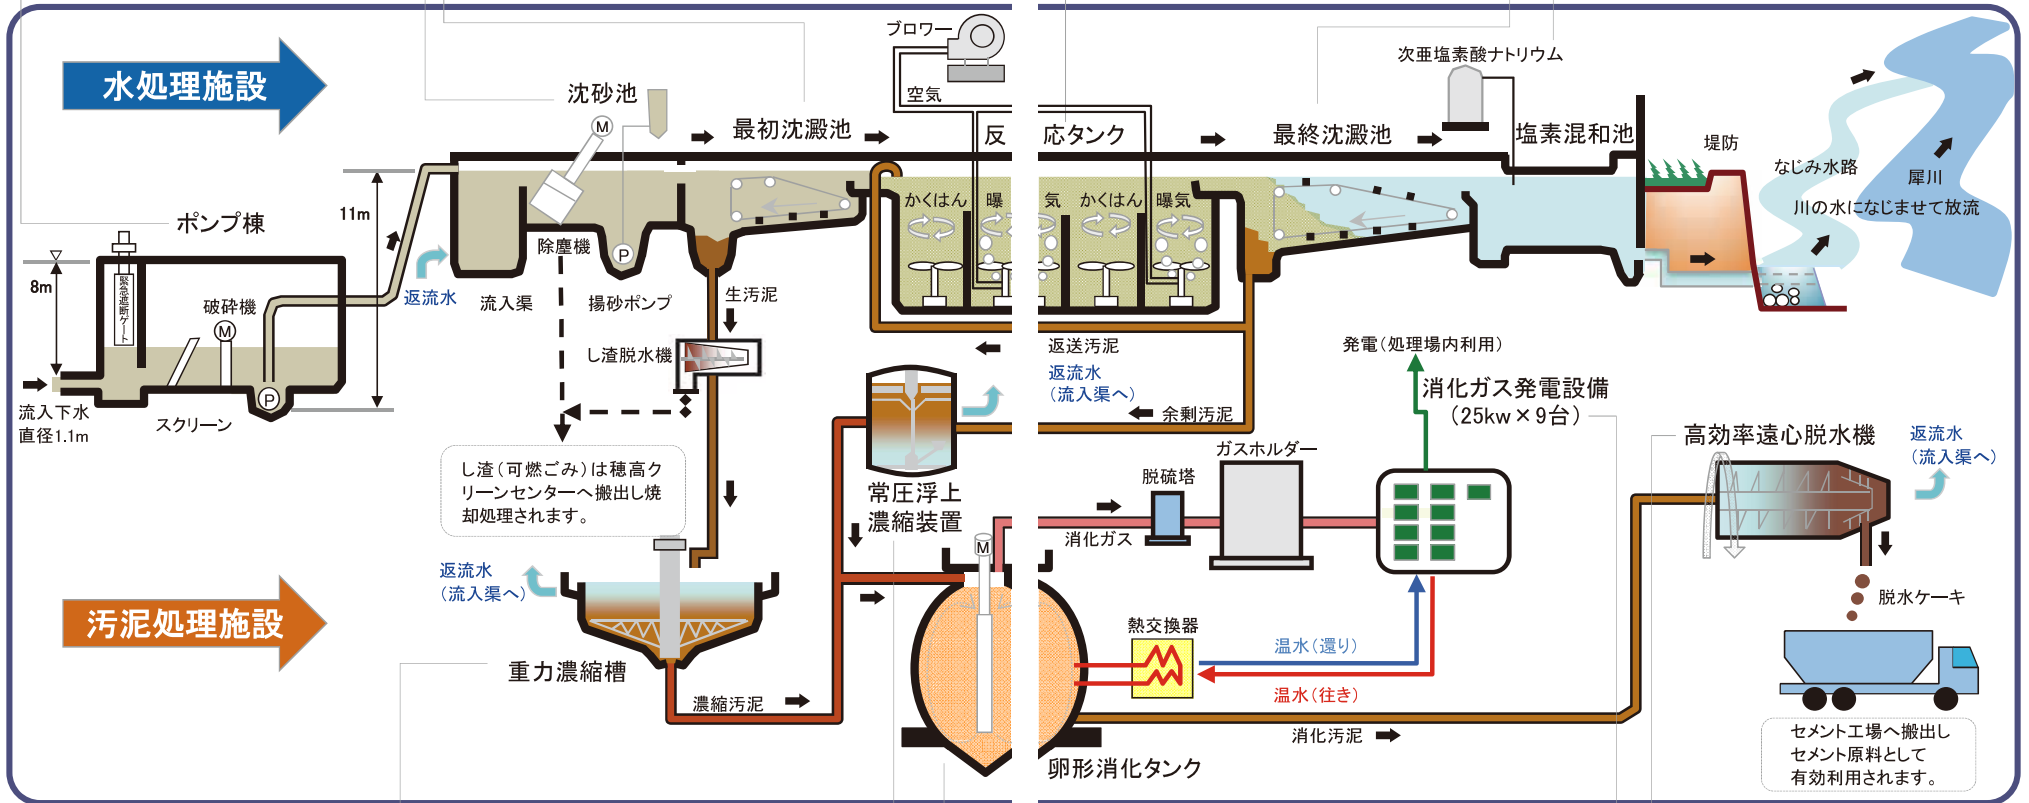 水処理施設
ポンプ棟
8m
11m
緊急遮断ゲート
破砕機
M
P
スクリーン
流入下水
直径1.1m
返流水
沈砂池
M
除塵機
P
流入渠
揚砂ポンプ
最初沈澱池
生汚泥
し渣脱水機
し渣(可燃ごみ)は穂高ク
リーンセンターへ搬出し焼
却処理されます。
ブロワー
空気
反 応タンク
かくはん
曝 気
かくはん
曝気
返送汚泥
返流水
(流入渠へ)
余剰汚泥
最終沈澱池
次亜塩素酸ナトリウム
塩素混和池
堤防
なじみ水路
犀川
川の水になじませて放流
汚泥処理施設
返流水
(流入渠へ)
重力濃縮槽
濃縮汚泥
常圧浮上
濃縮装置
M
消化ガス
脱硫塔
ガスホルダー
発電(処理場内利用)
消化ガス発電設備
(25kw×9台)
熱交換器
温水(還り)
温水(往き)
消化汚泥
卵形消化タンク
高効率遠心脱水機
返流水
(流入渠へ)
脱水ケーキ
セメント工場へ搬出し
セメント原料として
有効利用されます。